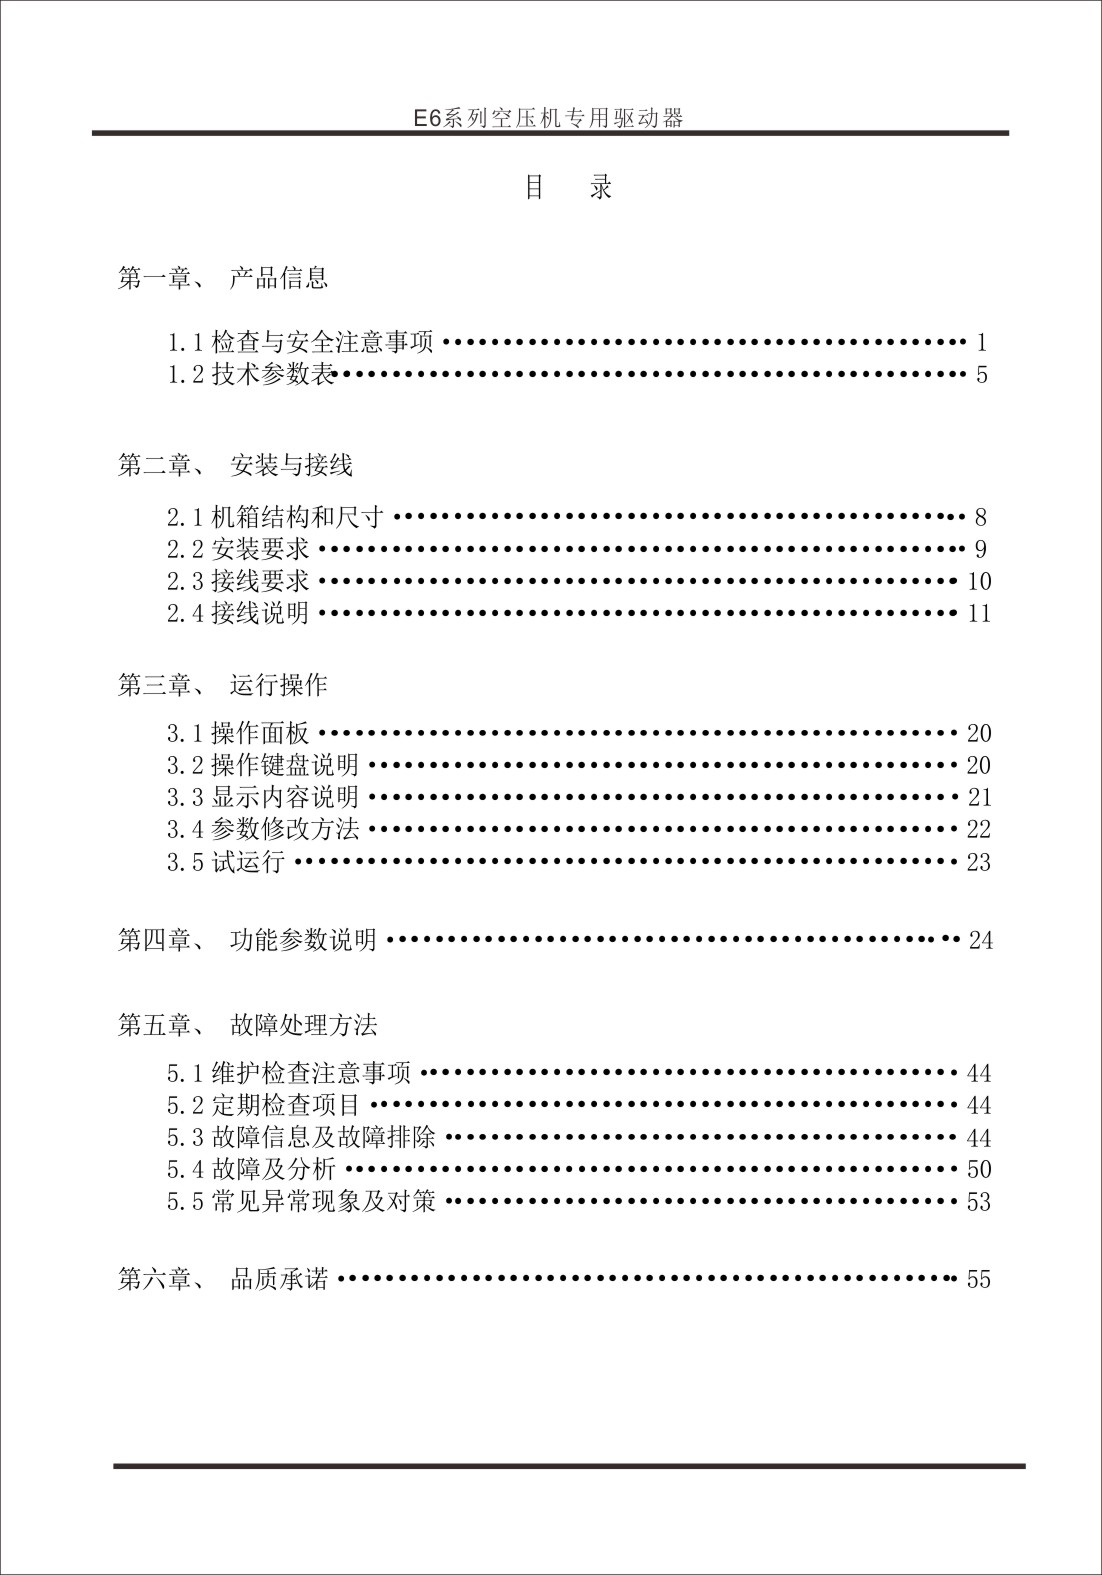 E6系列空压机专用驱动器
目 录
第一章、 产品信息
1.1检查与安全注意事项 ………………………………… 1
1.2技术参数表 ………………………………… 5
第二章、 安装与接线
2.1机箱结构和尺寸 ………………………………… 8
2.2安装要求 ………………………………… 9
2.3接线要求 ………………………………… 10
2.4接线说明 ………………………………… 11
第三章、 运行操作
3.1操作面板 ………………………………… 20
3.2操作键盘说明 ………………………………… 20
3.3显示内容说明 ………………………………… 21
3.4参数修改方法 ………………………………… 22
3.5试运行 ………………………………… 23
第四章、 功能参数说明 ………………………………… 24
第五章、 故障处理方法
5.1维护检查注意事项 ………………………………… 44
5.2定期检查项目 ………………………………… 44
5.3故障信息及故障排除 ………………………………… 44
5.4故障及分析 ………………………………… 50
5.5常见异常现象及对策 ………………………………… 53
第六章、 品质承诺 ………………………………… 55